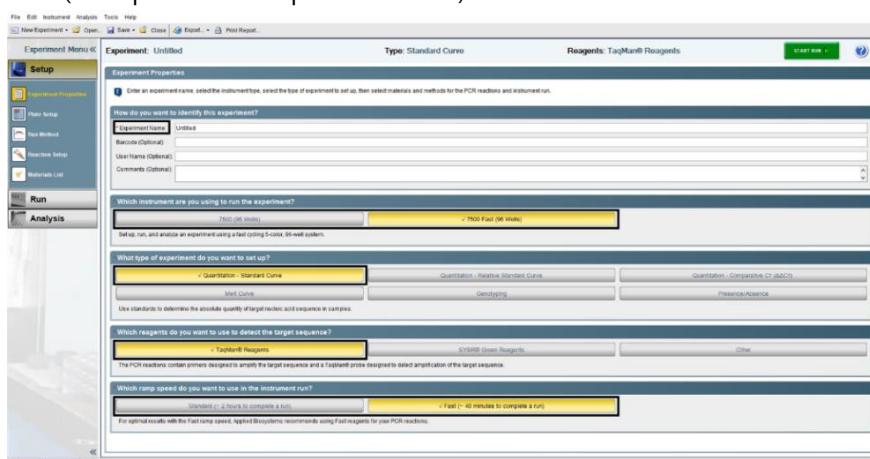 File Edit Instrument Analysis Tools Help
New Experiment Open... Save Close Export... Print Report...
Experiment Menu «
Experiment: Untitled Type: Standard Curve Reagents: TaqMan® Reagents START RUN
Setup
Experiment Properties
Plate Setup
Run Method
Reaction Setup
Materials List
Run
Analysis
Experiment Properties
Enter an experiment name, select the instrument type, select the type of experiment to set up, then select materials and methods for the PCR reactions and instrument run.
How do you want to identify this experiment?
* Experiment Name: Untitled
Barcode (Optional):
User Name (Optional):
Comments (Optional):
Which instrument are you using to run the experiment?
7500 (96 Wells) ✓ 7500 Fast (96 Wells)
Set up, run, and analyze an experiment using a fast cycling 5-color, 96-well system.
What type of experiment do you want to set up?
✓ Quantitation - Standard Curve Quantitation - Relative Standard Curve Quantitation - Comparative CT (ΔΔCT)
Melt Curve Genotyping Presence/Absence
Use standards to determine the absolute quantity of target nucleic acid sequence in samples.
Which reagents do you want to use to detect the target sequence?
✓ TaqMan® Reagents SYBR® Green Reagents Other
The PCR reactions contain primers designed to amplify the target sequence and a TaqMan® probe designed to detect amplification of the target sequence.
Which ramp speed do you want to use in the instrument run?
Standard (~ 2 hours to complete a run) ✓ Fast (~ 40 minutes to complete a run)
For optimal results with the Fast ramp speed, Applied Biosystems recommends using Fast reagents for your PCR reactions.
«